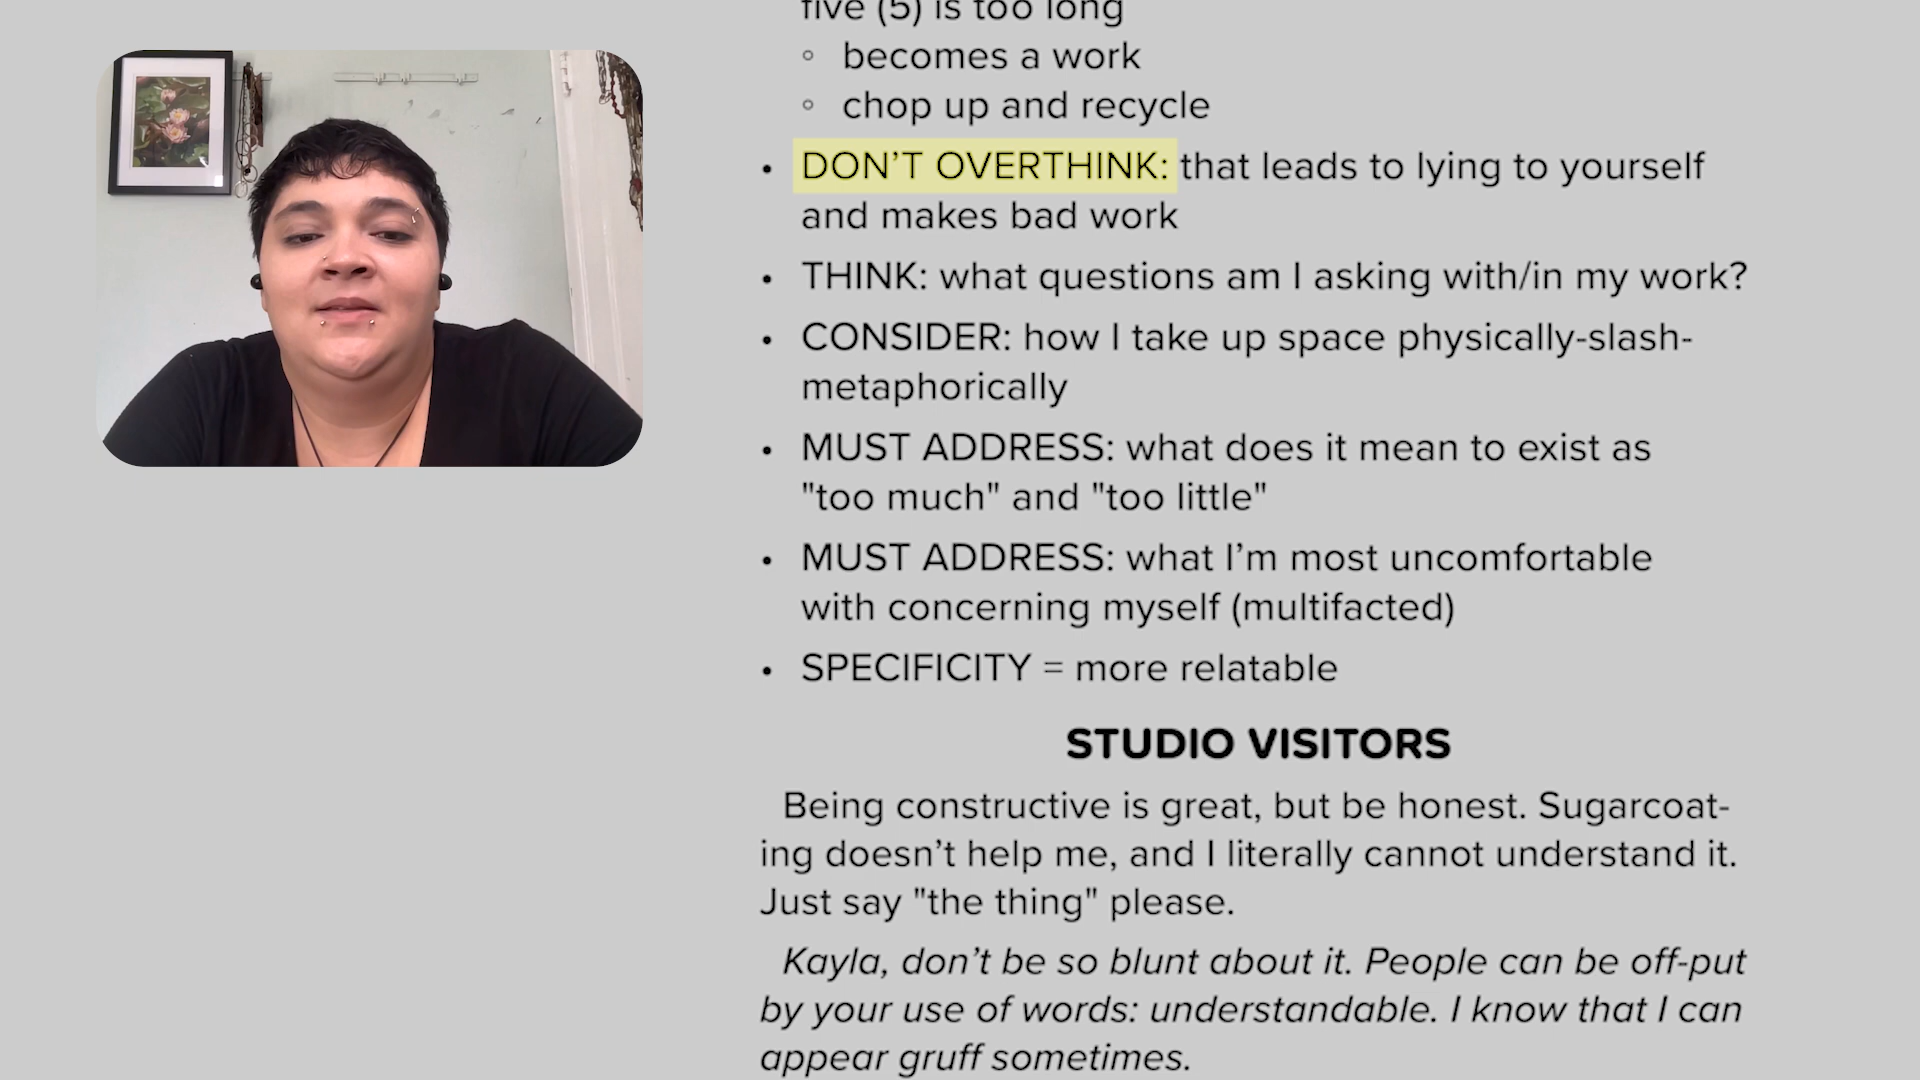 five (5) is too long
◦ becomes a work
◦ chop up and recycle
• DON’T OVERTHINK: that leads to lying to yourself
and makes bad work
• THINK: what questions am I asking with/in my work?
• CONSIDER: how I take up space physically-slash-
metaphorically
• MUST ADDRESS: what does it mean to exist as
"too much" and "too little"
• MUST ADDRESS: what I’m most uncomfortable
with concerning myself (multifacted)
• SPECIFICITY = more relatable
STUDIO VISITORS
Being constructive is great, but be honest. Sugarcoat-
ing doesn’t help me, and I literally cannot understand it.
Just say "the thing" please.
Kayla, don’t be so blunt about it. People can be off-put
by your use of words: understandable. I know that I can
appear gruff sometimes.